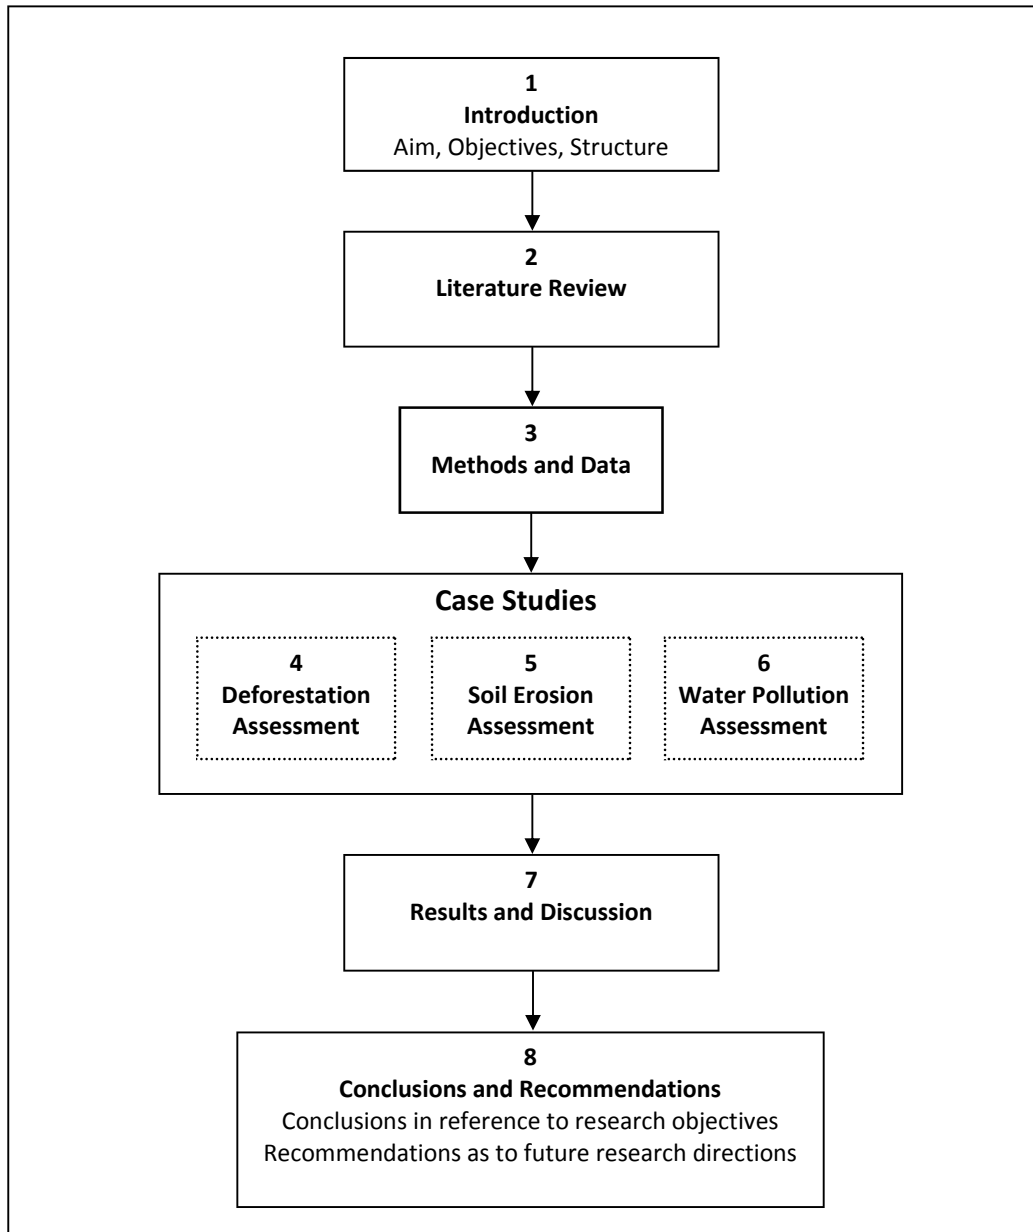 1
Introduction
Aim, Objectives, Structure
2
Literature Review
3
Methods and Data
Case Studies
4
Deforestation
Assessment
5
Soil Erosion
Assessment
6
Water Pollution
Assessment
7
Results and Discussion
8
Conclusions and Recommendations
Conclusions in reference to research objectives
Recommendations as to future research directions